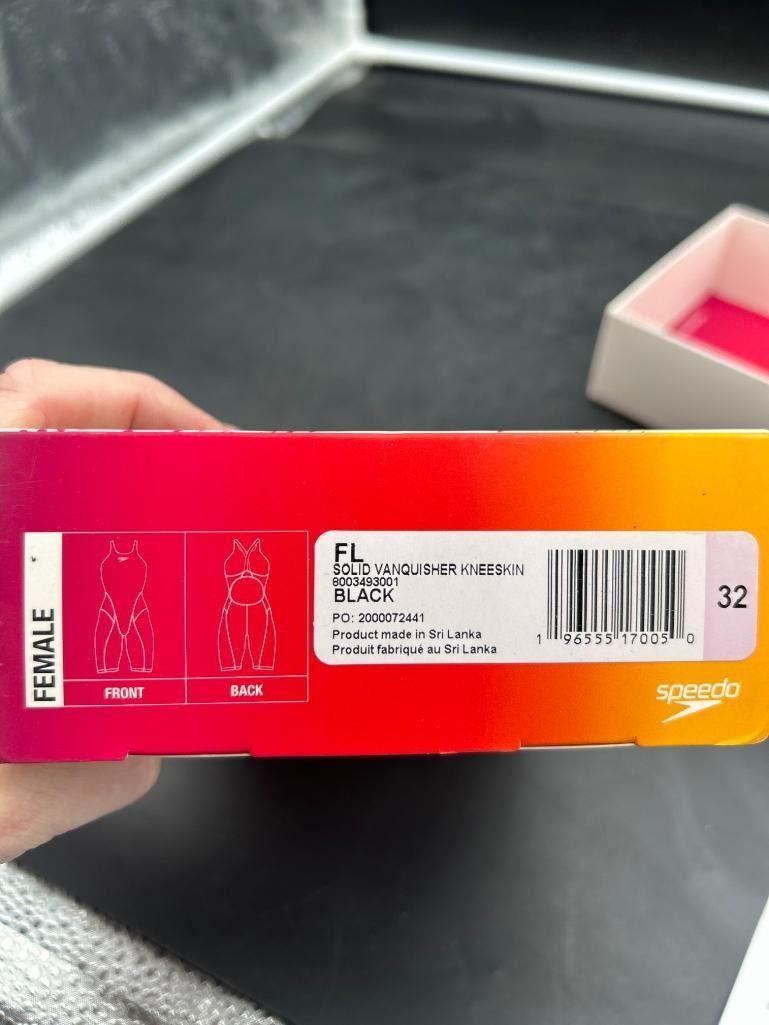 FEMALE
FRONT
BACK
FL
SOLID VANQUISHER KNEESKIN
8003493001
BLACK
PO: 2000072441
Product made in Sri Lanka
Produit fabriqué au Sri Lanka
1 96555 17005 0
32
speedo